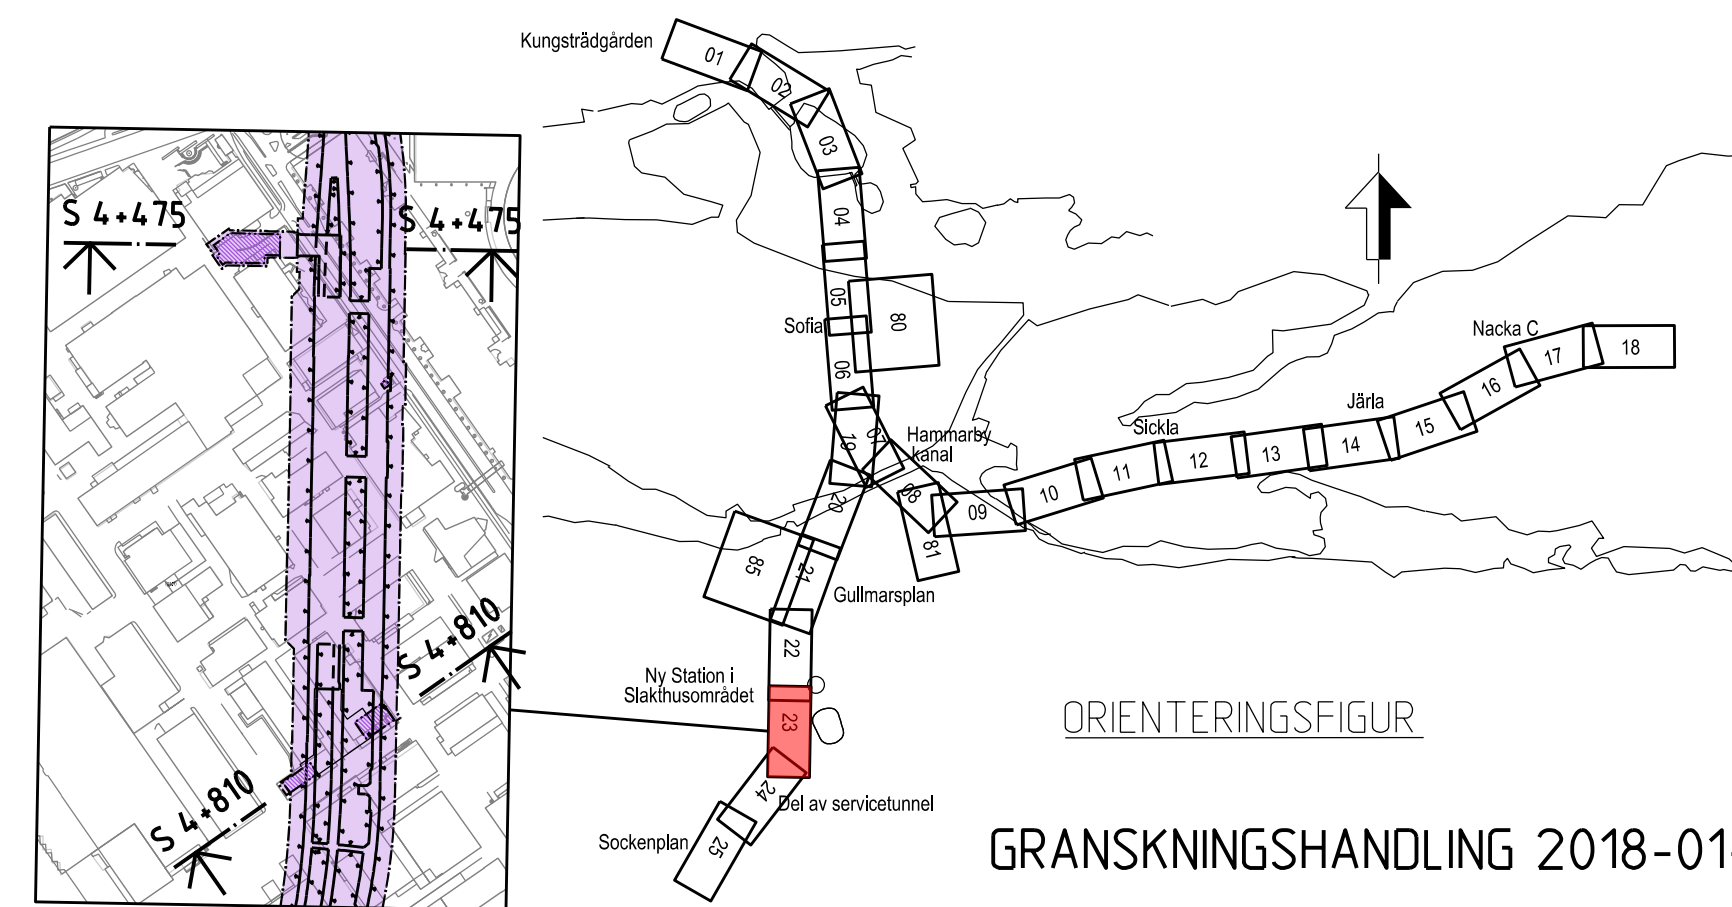 Kungsträdgården
01
02
03
04
05
80
Sofia
06
07
19
Hammarby
kanal
08
09
81
10
11
12
13
14
15
16
17
18
Sickla
Järla
Nacka C
20
85
21
Gullmarsplan
22
Ny Station i
Slakthusområdet
23
24
Del av servicetunnel
Sockenplan
25
S 4+475
S 4+475
S 4+810
S 4+810
ORIENTERINGSFIGUR
GRANSKNINGSHANDLING 2018-01